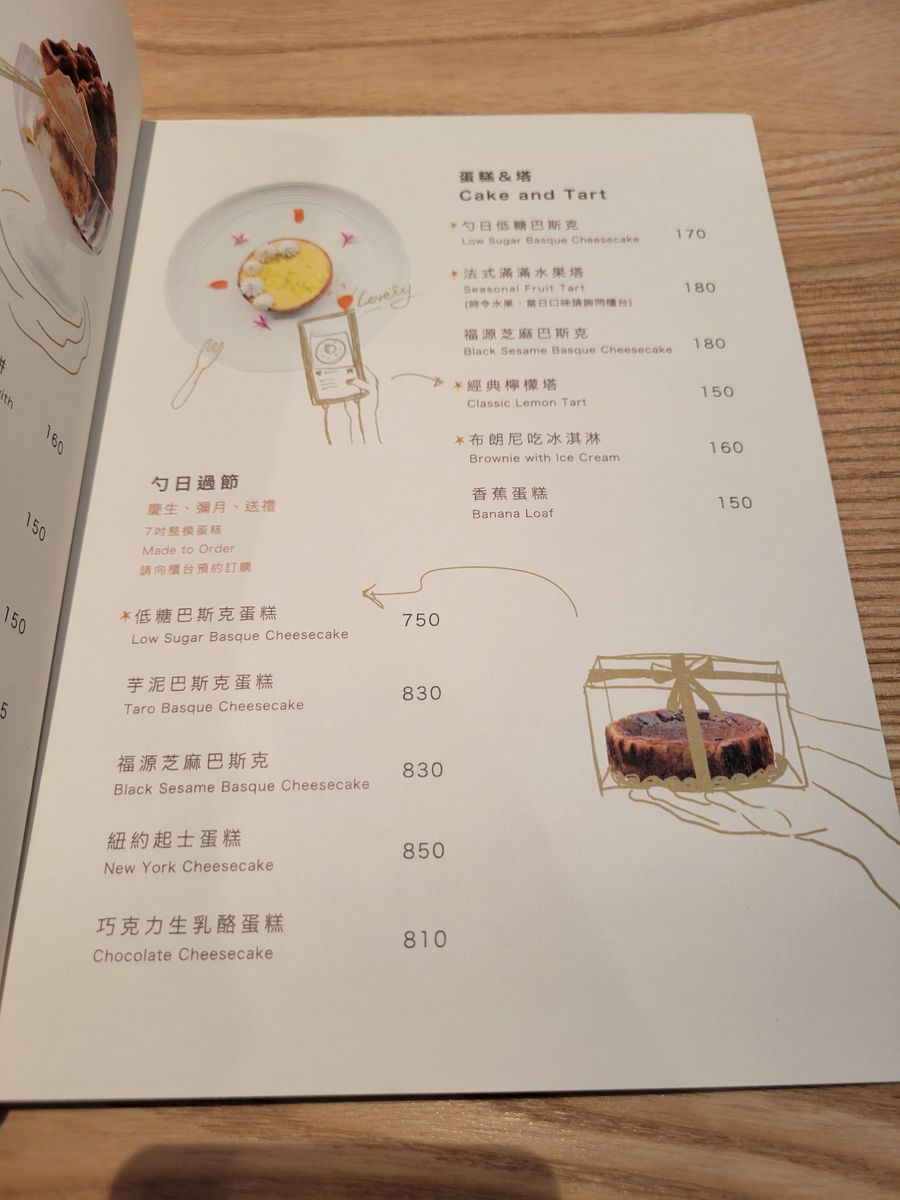 蛋糕&塔
Cake and Tart
★勺日低糖巴斯克 170
Low Sugar Basque Cheesecake
★法式滿滿水果塔 180
Seasonal Fruit Tart
(時令水果,當日口味請詢問櫃台)
福源芝麻巴斯克 180
Black Sesame Basque Cheesecake
★經典檸檬塔 150
Classic Lemon Tart
★布朗尼吃冰淇淋 160
Brownie with Ice Cream
香蕉蛋糕 150
Banana Loaf
Lovely
勺日過節
慶生、彌月、送禮
7吋整模蛋糕
Made to Order
請向櫃台預約訂購
★低糖巴斯克蛋糕 750
Low Sugar Basque Cheesecake
芋泥巴斯克蛋糕 830
Taro Basque Cheesecake
福源芝麻巴斯克 830
Black Sesame Basque Cheesecake
紐約起士蛋糕 850
New York Cheesecake
巧克力生乳酪蛋糕 810
Chocolate Cheesecake
160
150
150